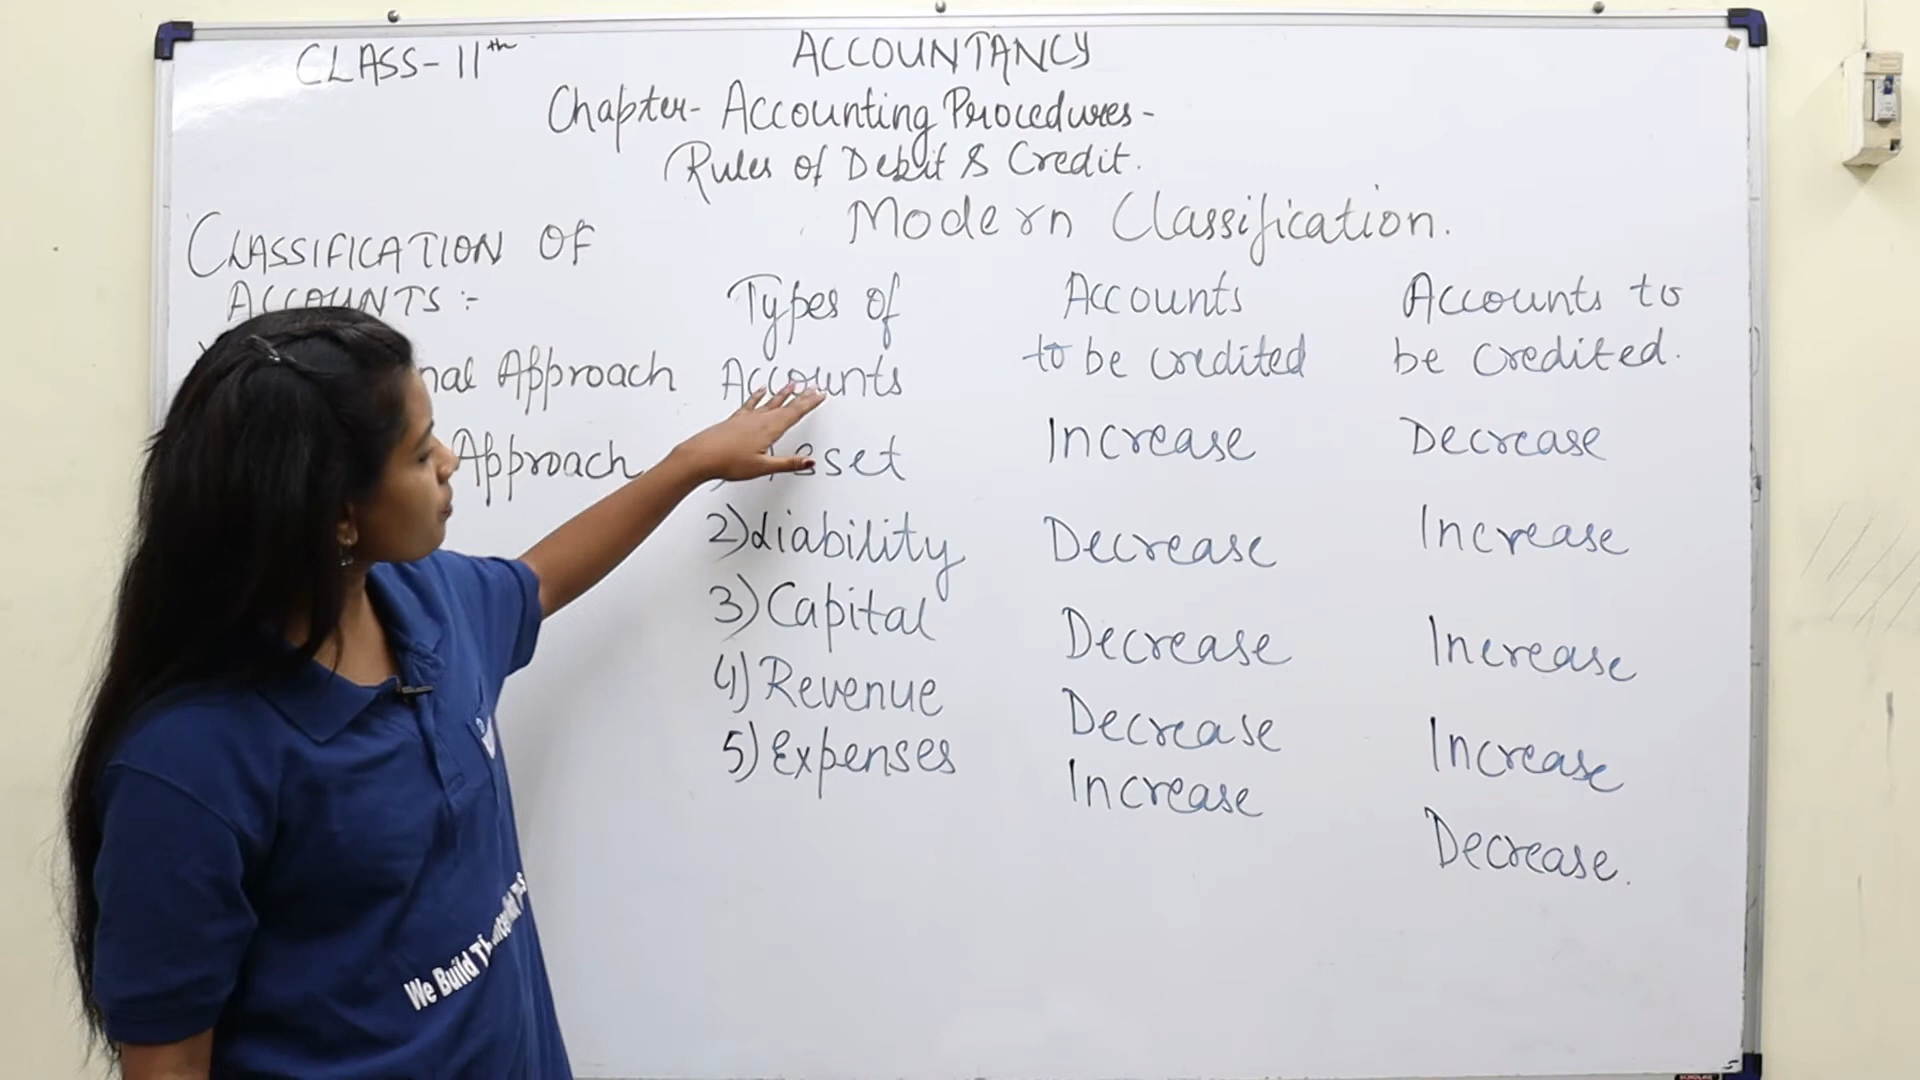 CLASS-11th
ACCOUNTANCY
Chapter- Accounting Procedures-
Rules of Debit & Credit.
CLASSIFICATION OF
ACCOUNTS :-
Approach
Approach
Modern Classification.
Types of Accounts
Accounts to be credited
Accounts to be credited.
Asset Increase Decrease
2) Liability Decrease Increase
3) Capital Decrease Increase
4) Revenue Decrease Increase
5) Expenses Increase Decrease.
We Build